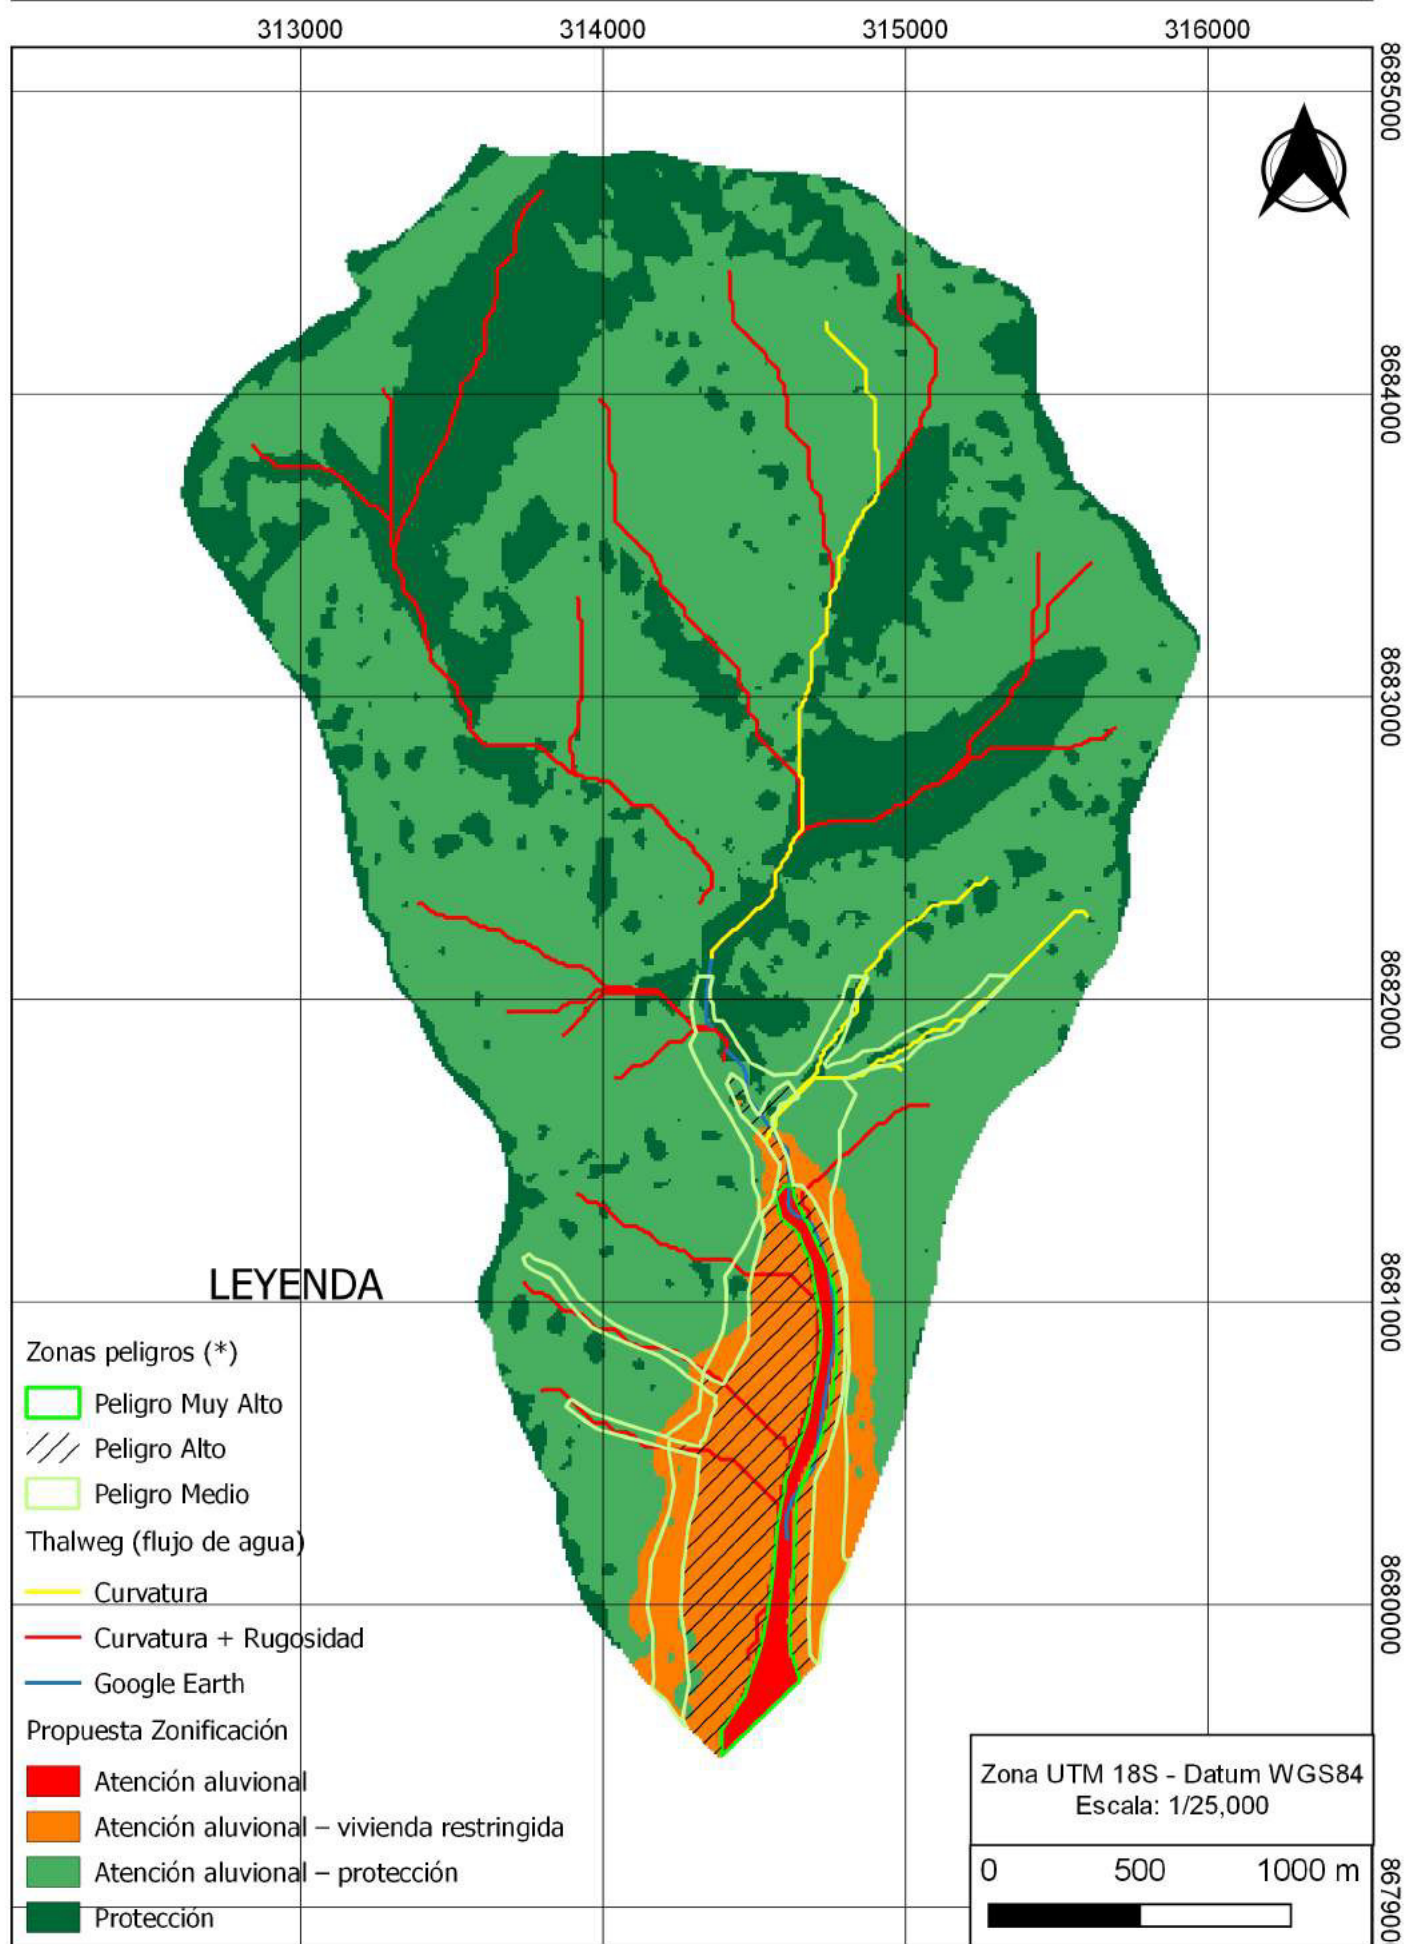 313000 314000 315000 316000
8685000
8684000
8683000
8682000
8681000
8680000
867900
LEYENDA
Zonas peligros (*)
Peligro Muy Alto
Peligro Alto
Peligro Medio
Thalweg (flujo de agua)
Curvatura
Curvatura + Rugosidad
Google Earth
Propuesta Zonificación
Atención aluvional
Atención aluvional – vivienda restringida
Atención aluvional – protección
Protección
Zona UTM 18S - Datum WGS84
Escala: 1/25,000
0 500 1000 m